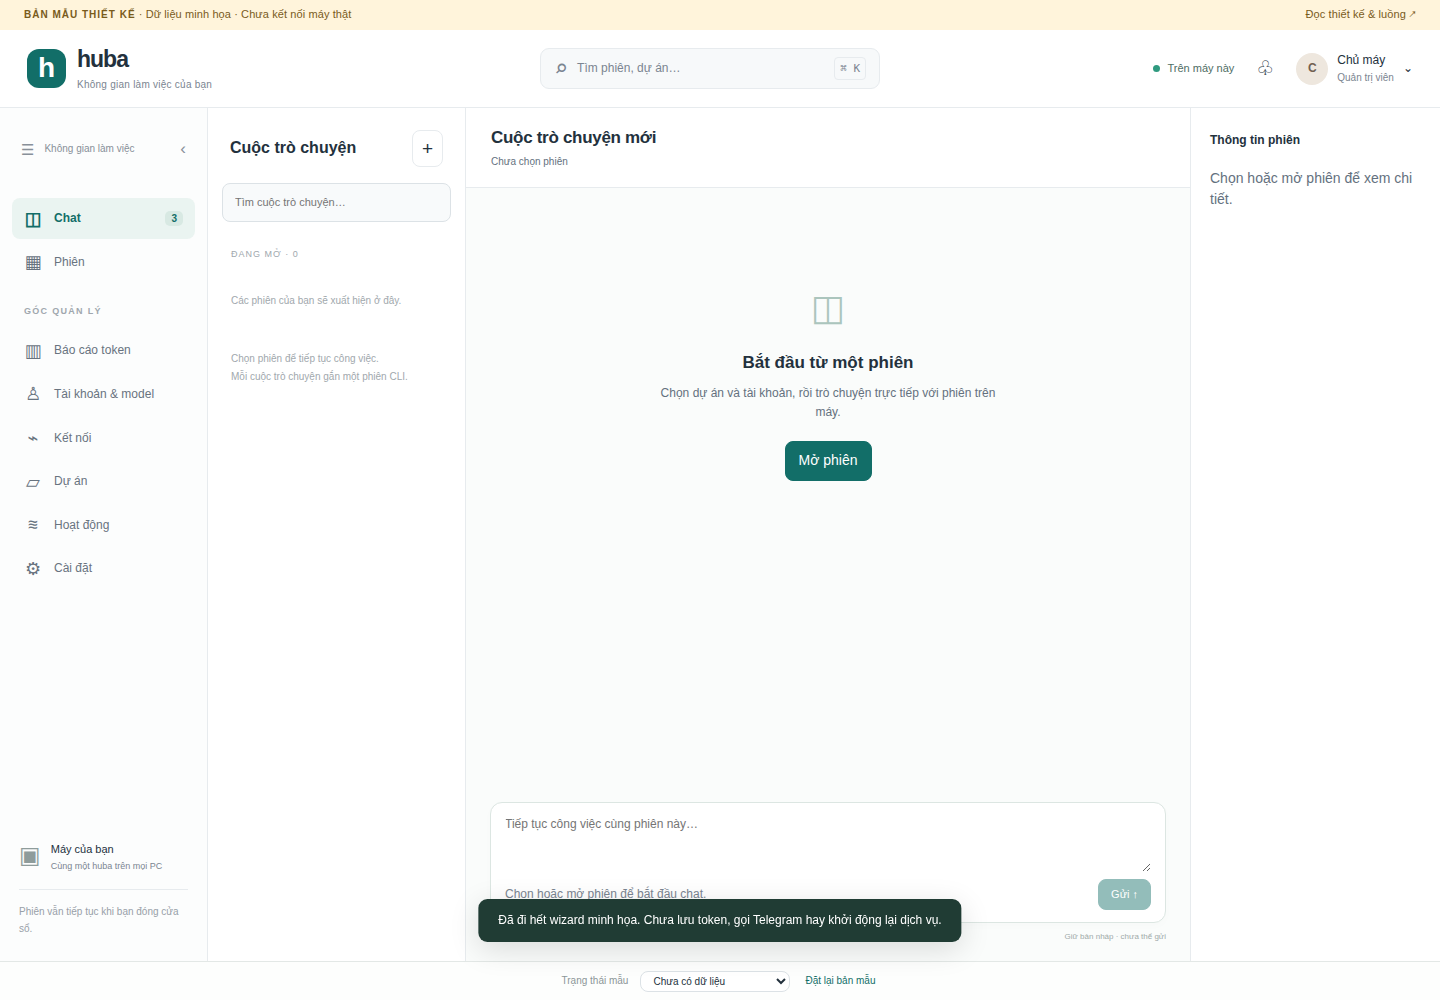 BẢN MẪU THIẾT KẾ · Dữ liệu minh họa · Chưa kết nối máy thật
Đọc thiết kế & luồng ↗
h
huba
Không gian làm việc của bạn
Tìm phiên, dự án…
⌘ K
Trên máy này
C
Chủ máy
Quản trị viên
Không gian làm việc
Chat
3
Phiên
GÓC QUẢN LÝ
Báo cáo token
Tài khoản & model
Kết nối
Dự án
Hoạt động
Cài đặt
Máy của bạn
Cùng một huba trên mọi PC
Phiên vẫn tiếp tục khi bạn đóng cửa
sổ.
Cuộc trò chuyện
+
Tìm cuộc trò chuyện…
ĐANG MỞ · 0
Các phiên của bạn sẽ xuất hiện ở đây.
Chọn phiên để tiếp tục công việc.
Mỗi cuộc trò chuyện gắn một phiên CLI.
Cuộc trò chuyện mới
Chưa chọn phiên
Bắt đầu từ một phiên
Chọn dự án và tài khoản, rồi trò chuyện trực tiếp với phiên trên
máy.
Mở phiên
Tiếp tục công việc cùng phiên này…
Chọn hoặc mở phiên để bắt đầu chat.
Gửi ↑
Đã đi hết wizard minh họa. Chưa lưu token, gọi Telegram hay khởi động lại dịch vụ.
Giữ bản nháp · chưa thể gửi
Thông tin phiên
Chọn hoặc mở phiên để xem chi
tiết.
Trạng thái mẫu
Chưa có dữ liệu
Đặt lại bản mẫu